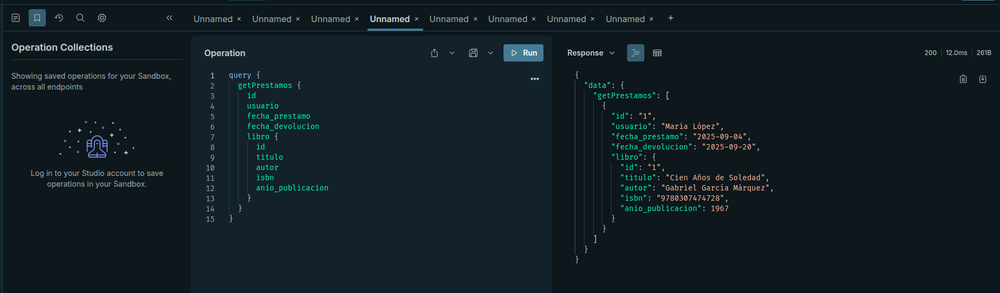 Unnamed × Unnamed × Unnamed × Unnamed × Unnamed × Unnamed × Unnamed × Unnamed × +
Operation Collections
Showing saved operations for your Sandbox,
across all endpoints
Log in to your Studio account to save
operations in your Sandbox.
Operation
Run
1 query {
2 getPrestamos {
3 id
4 usuario
5 fecha_prestamo
6 fecha_devolucion
7 libro {
8 id
9 titulo
10 autor
11 isbn
12 anio_publicacion
13 }
14 }
15 }
Response
200 12.0ms 261B
{
"data": {
"getPrestamos": [
{
"id": "1",
"usuario": "María López",
"fecha_prestamo": "2025-09-04",
"fecha_devolucion": "2025-09-20",
"libro": {
"id": "1",
"titulo": "Cien Años de Soledad",
"autor": "Gabriel García Márquez",
"isbn": "9780307474728",
"anio_publicacion": 1967
}
}
]
}
}